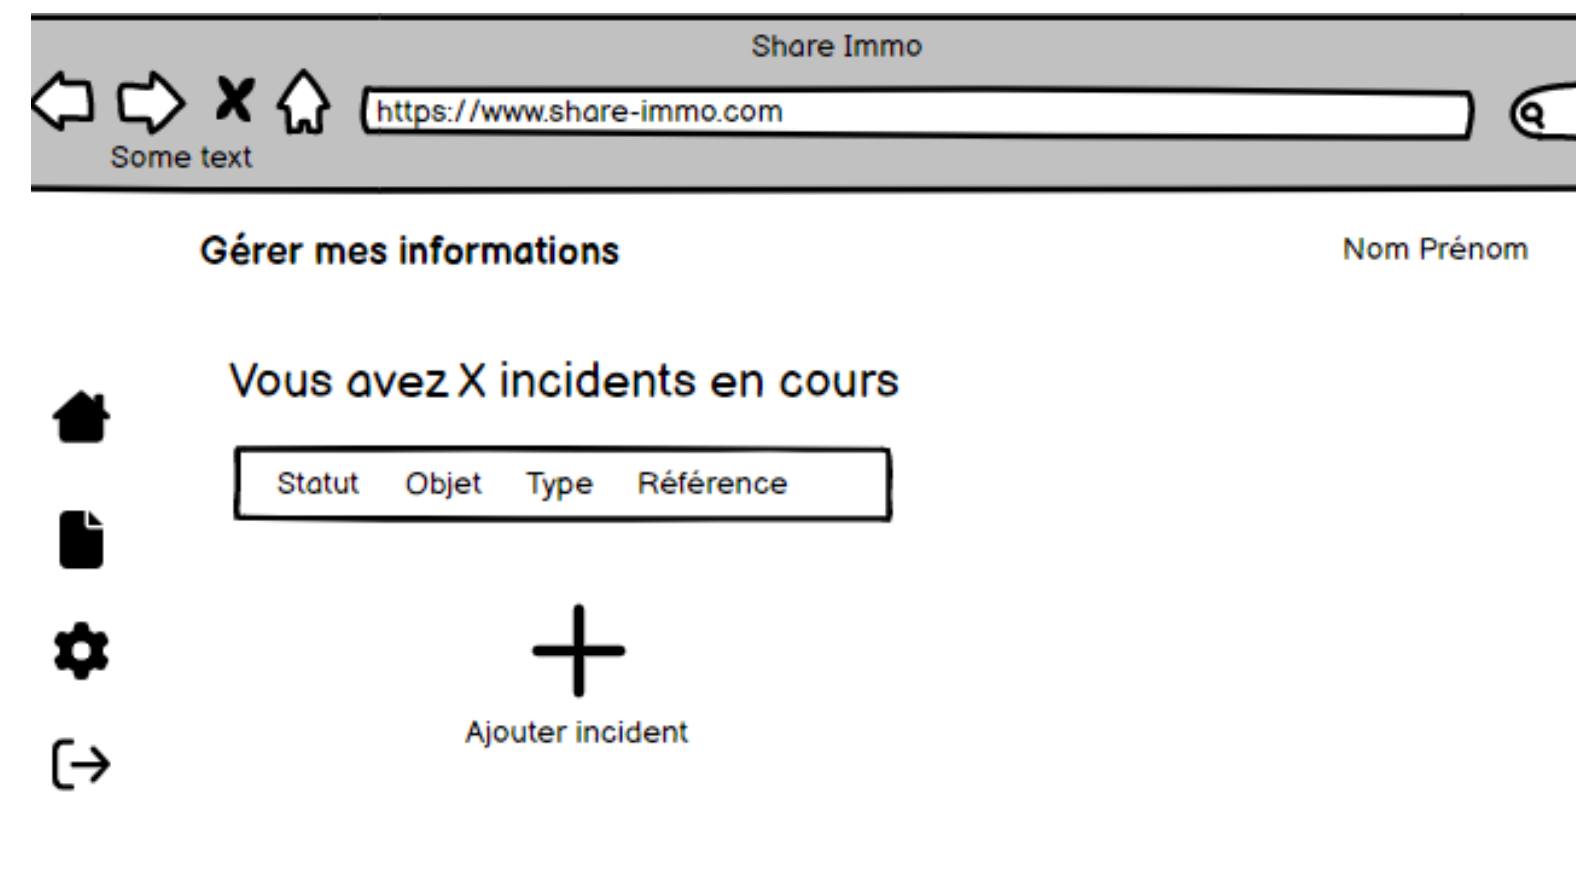 Share Immo
https://www.share-immo.com
Some text
Gérer mes informations
Nom Prénom
Vous avez X incidents en cours
Statut Objet Type Référence
Ajouter incident